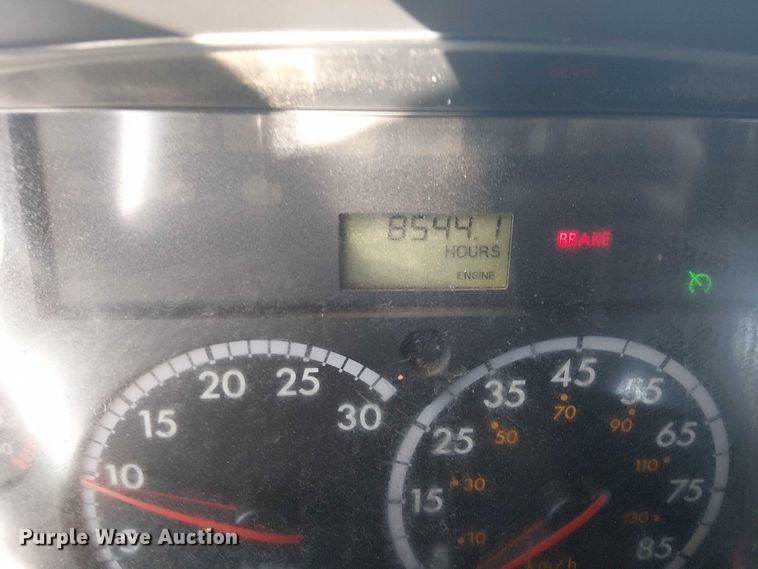 8544.1
HOURS
ENGINE
BRAKE
10 15 20 25 30
15 25 35 45 55 65 75 85
10 30 50 70 90 110 130
km/h
Purple Wave Auction